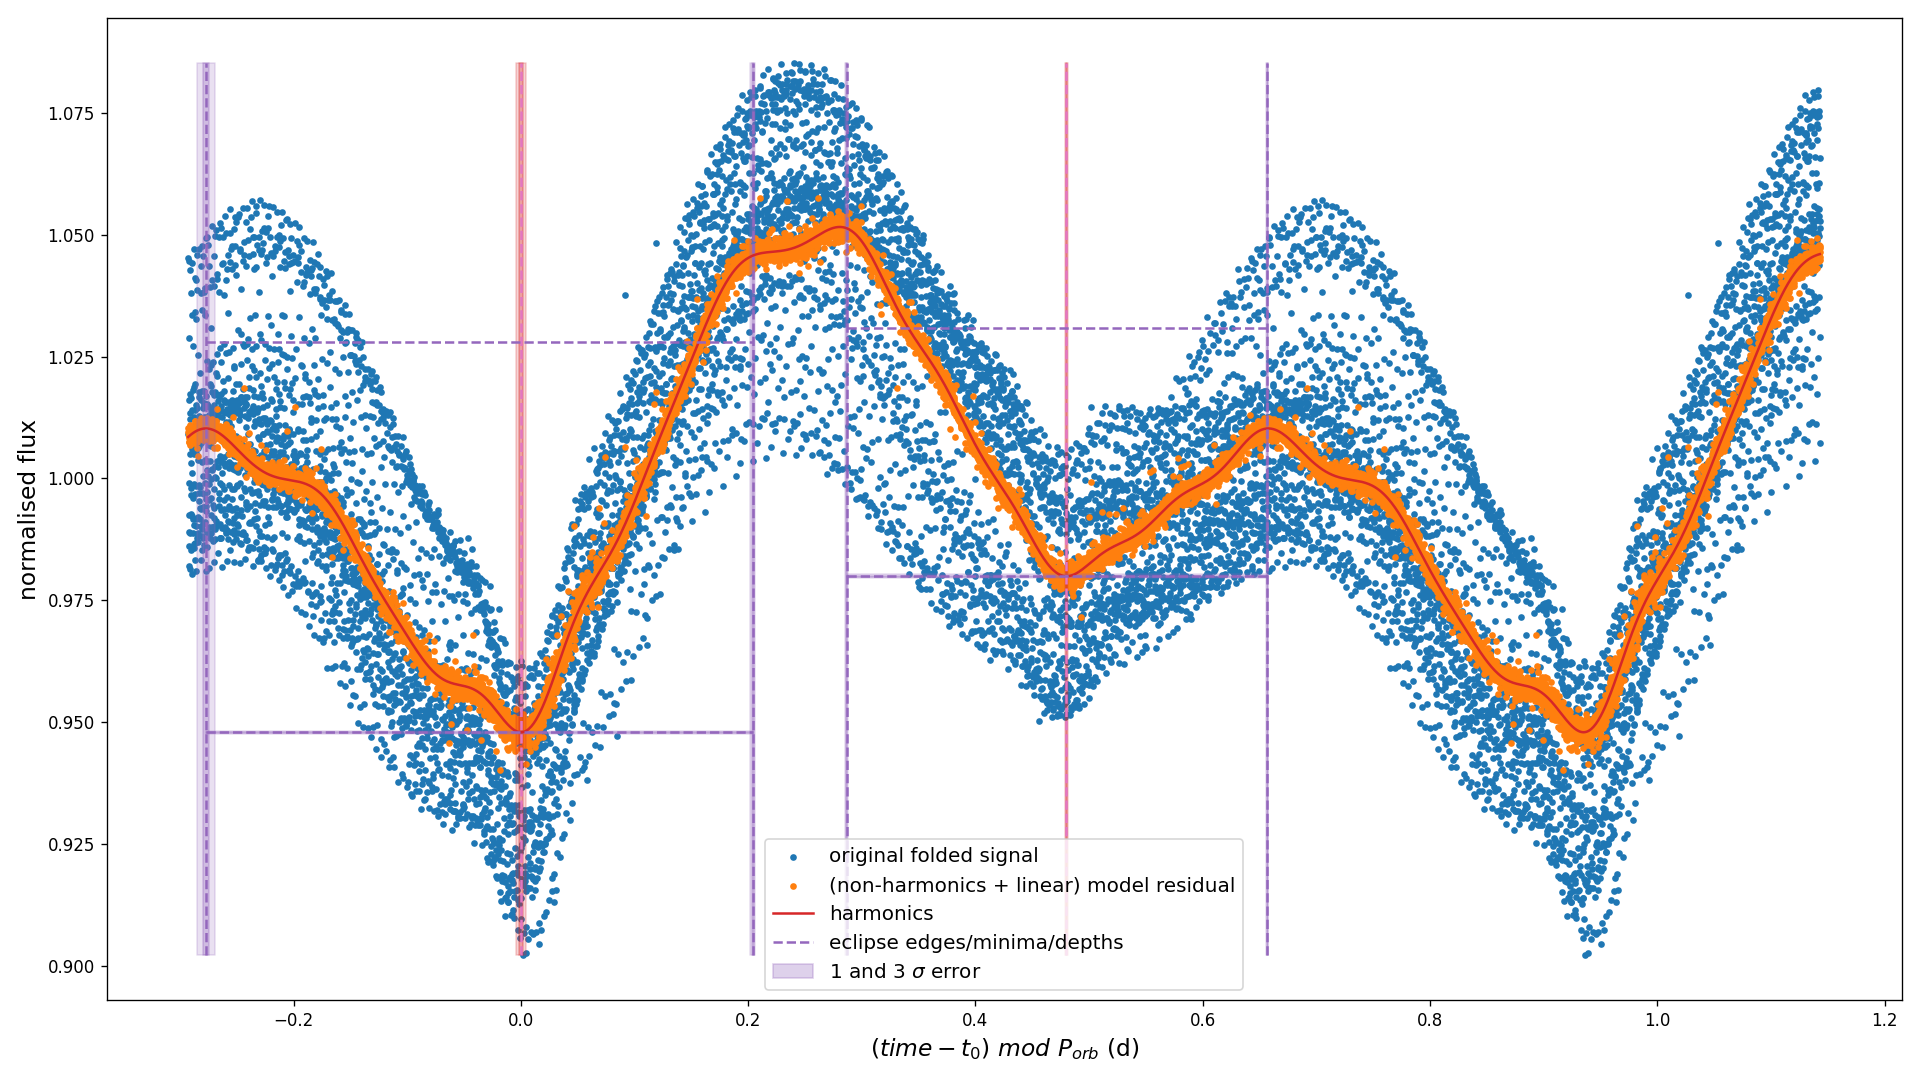 normalised flux
1.075
1.050
1.025
1.000
0.975
0.950
0.925
0.900
original folded signal
(non-harmonics + linear) model residual
harmonics
eclipse edges/minima/depths
1 and 3 σ error
−0.2
0.0
0.2
0.4
0.6
0.8
1.0
1.2
(time − t₀) mod Pₒᵣb (d)